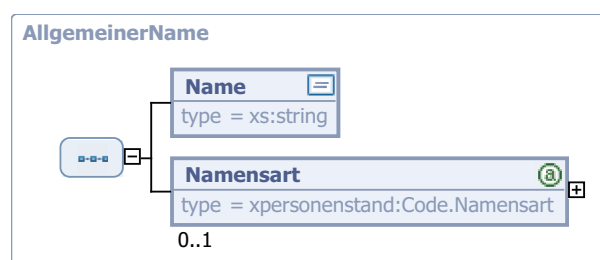 AllgemeinerName
Name
type = xs:string
Namensart
type = xpersonenstand:Code.Namensart
0..1